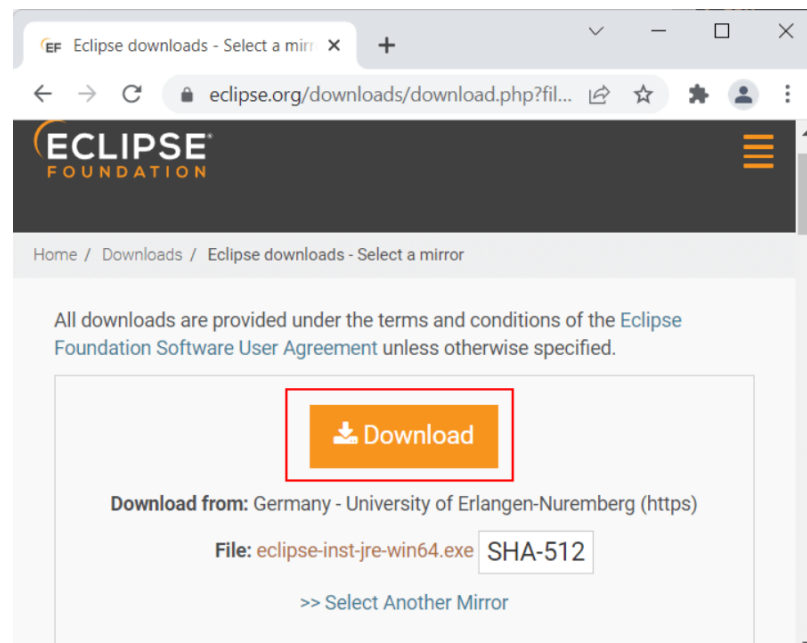 Eclipse downloads - Select a mirr
eclipse.org/downloads/download.php?fil...
ECLIPSE
FOUNDATION
Home / Downloads / Eclipse downloads - Select a mirror
All downloads are provided under the terms and conditions of the Eclipse
Foundation Software User Agreement unless otherwise specified.
Download
Download from: Germany - University of Erlangen-Nuremberg (https)
File: eclipse-inst-jre-win64.exe SHA-512
>> Select Another Mirror